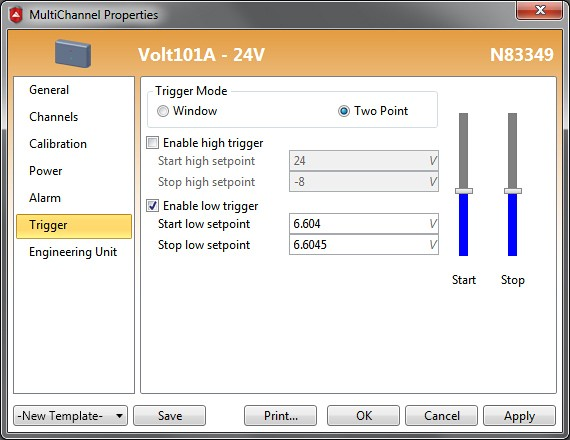 MultiChannel Properties
Volt101A - 24V
N83349
General
Channels
Calibration
Power
Alarm
Trigger
Engineering Unit
Trigger Mode
Window
Two Point
Enable high trigger
Start high setpoint 24 V
Stop high setpoint -8 V
Enable low trigger
Start low setpoint 6.604 V
Stop low setpoint 6.6045 V
Start Stop
-New Template- Save Print... OK Cancel Apply